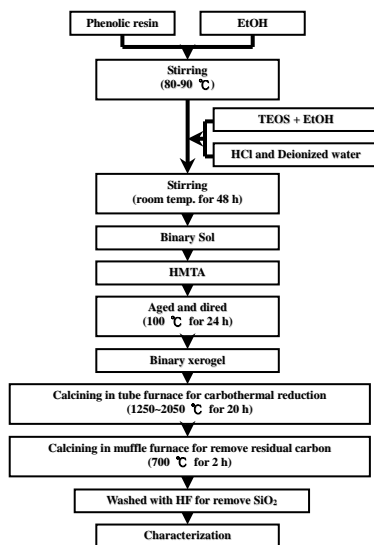 Phenolic resin
EtOH
Stirring
(80-90 ℃)
TEOS + EtOH
HCl and Deionized water
Stirring
(room temp. for 48 h)
Binary Sol
HMTA
Aged and dired
(100 ℃ for 24 h)
Binary xerogel
Calcining in tube furnace for carbothermal reduction
(1250~2050 ℃ for 20 h)
Calcining in muffle furnace for remove residual carbon
(700 ℃ for 2 h)
Washed with HF for remove SiO₂
Characterization